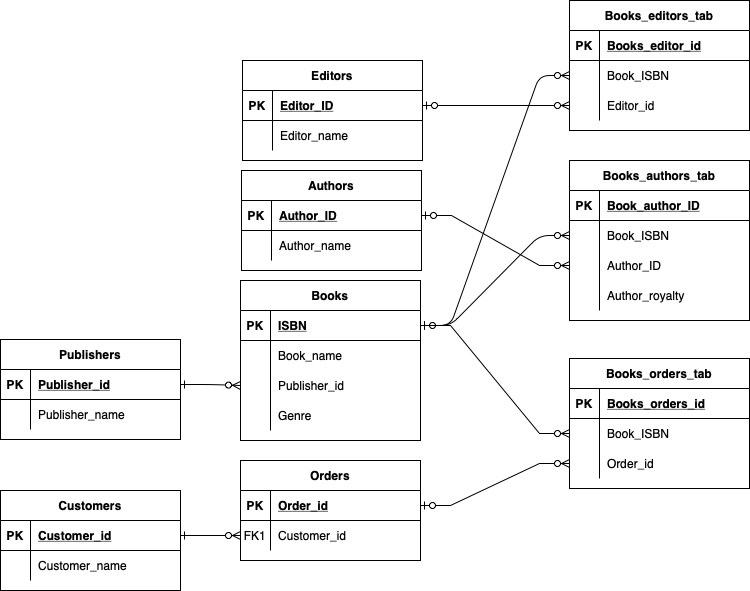 Books_editors_tab
PK Books_editor_id
Book_ISBN
Editor_id
Editors
PK Editor_ID
Editor_name
Books_authors_tab
PK Book_author_ID
Book_ISBN
Author_ID
Author_royalty
Authors
PK Author_ID
Author_name
Books
PK ISBN
Book_name
Publisher_id
Genre
Publishers
PK Publisher_id
Publisher_name
Books_orders_tab
PK Books_orders_id
Book_ISBN
Order_id
Orders
PK Order_id
FK1 Customer_id
Customers
PK Customer_id
Customer_name